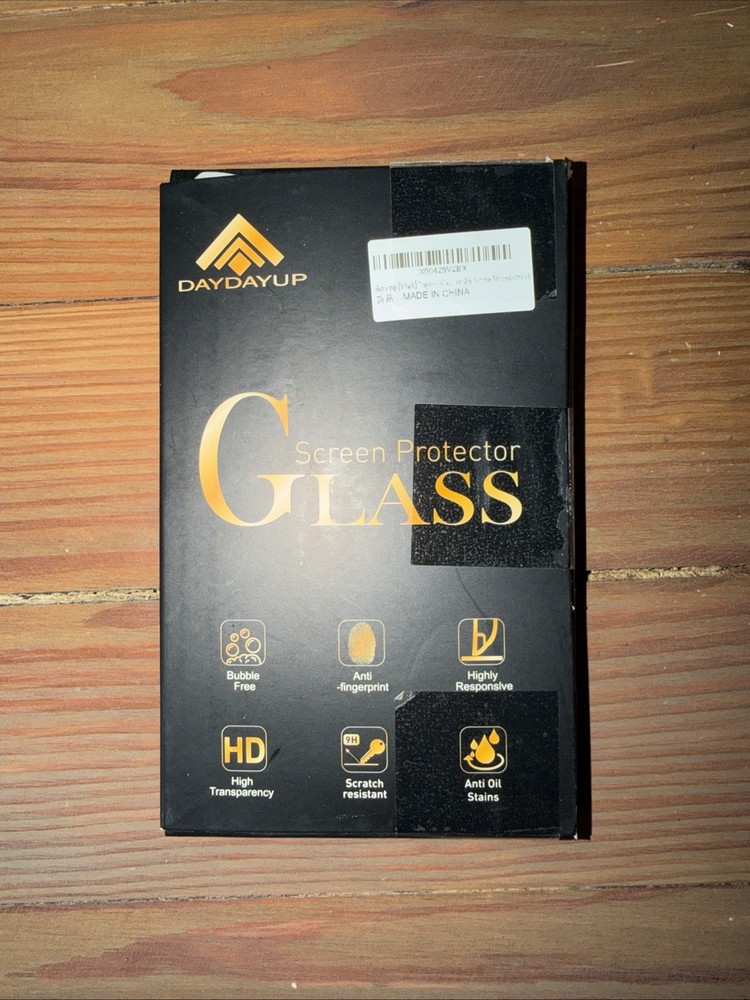 DAYDAYUP
MADE IN CHINA
Screen Protector
GLASS
Bubble
Free
Anti
-fingerprint
Highly
Responsive
HD
High
Transparency
9H
Scratch
resistant
Anti Oil
Stains